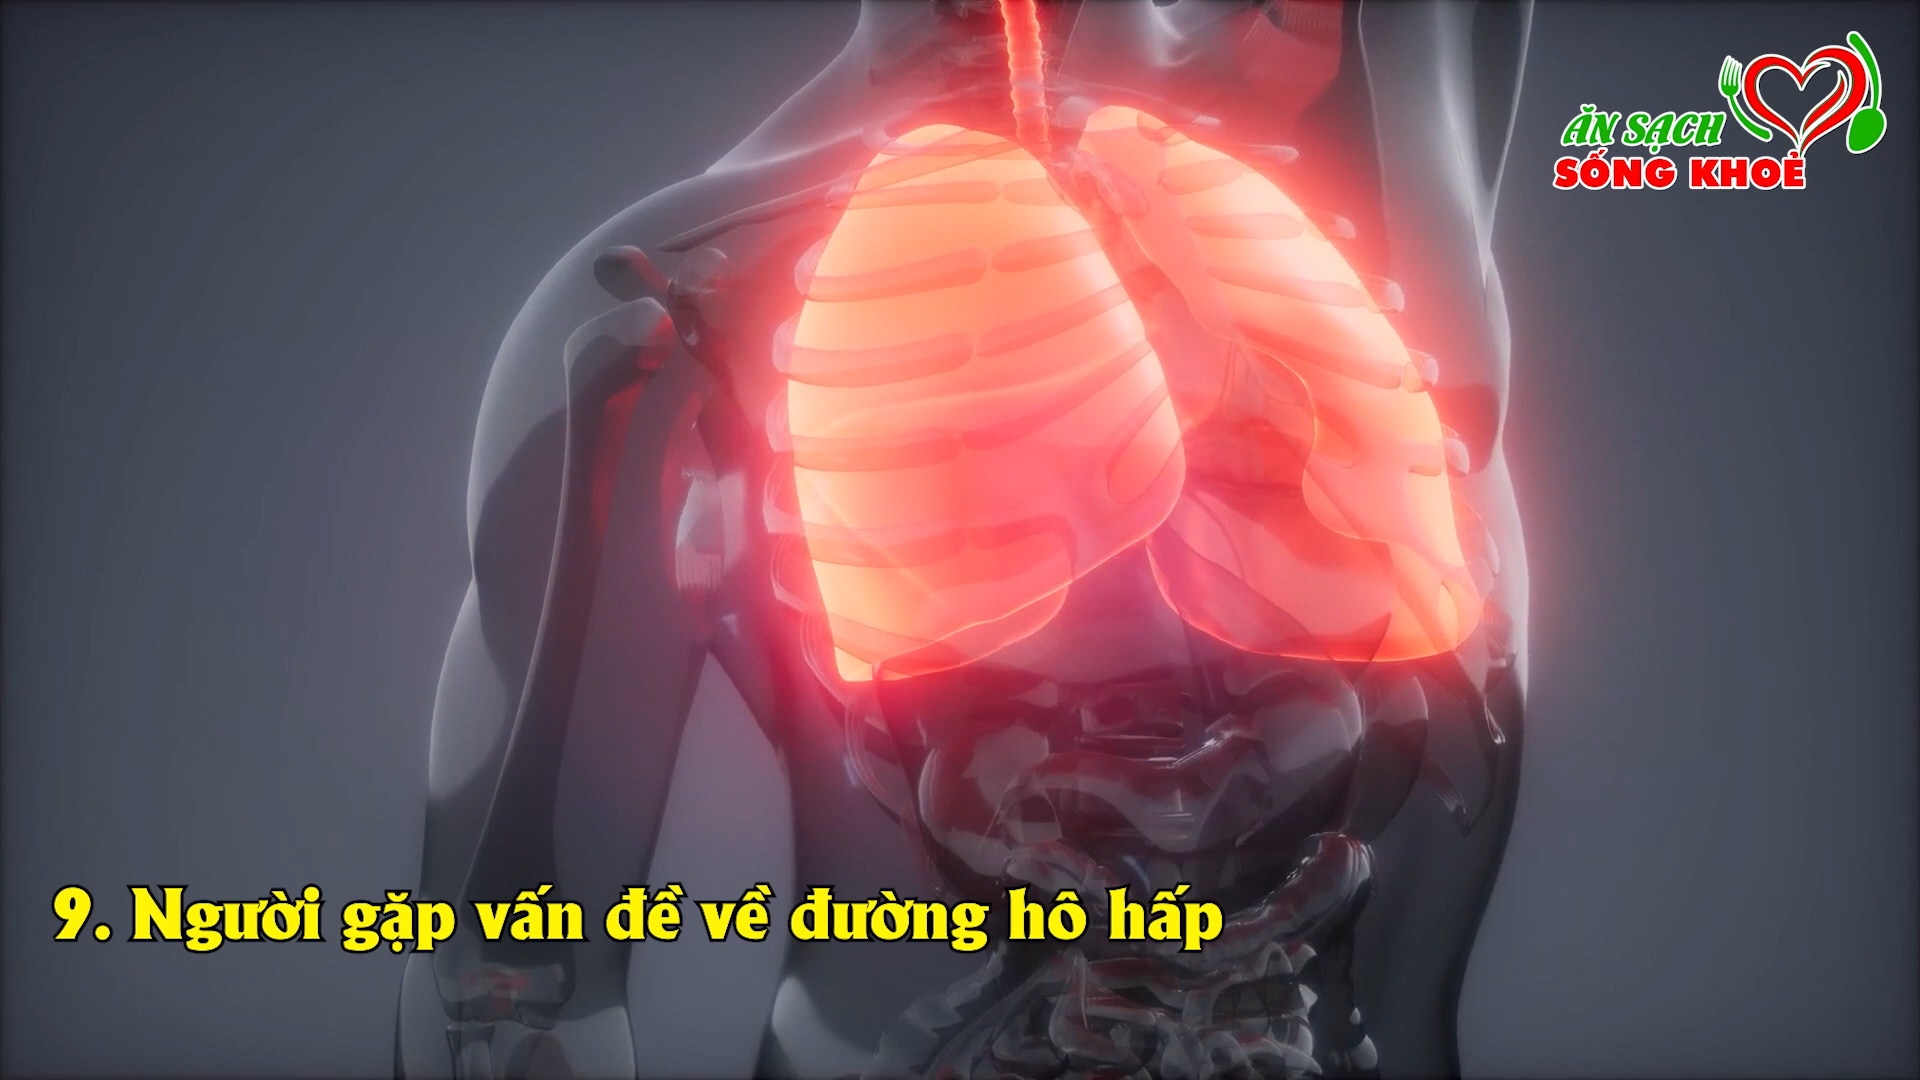 ĂN SẠCH
SỐNG KHOẺ
9. Người gặp vấn đề về đường hô hấp